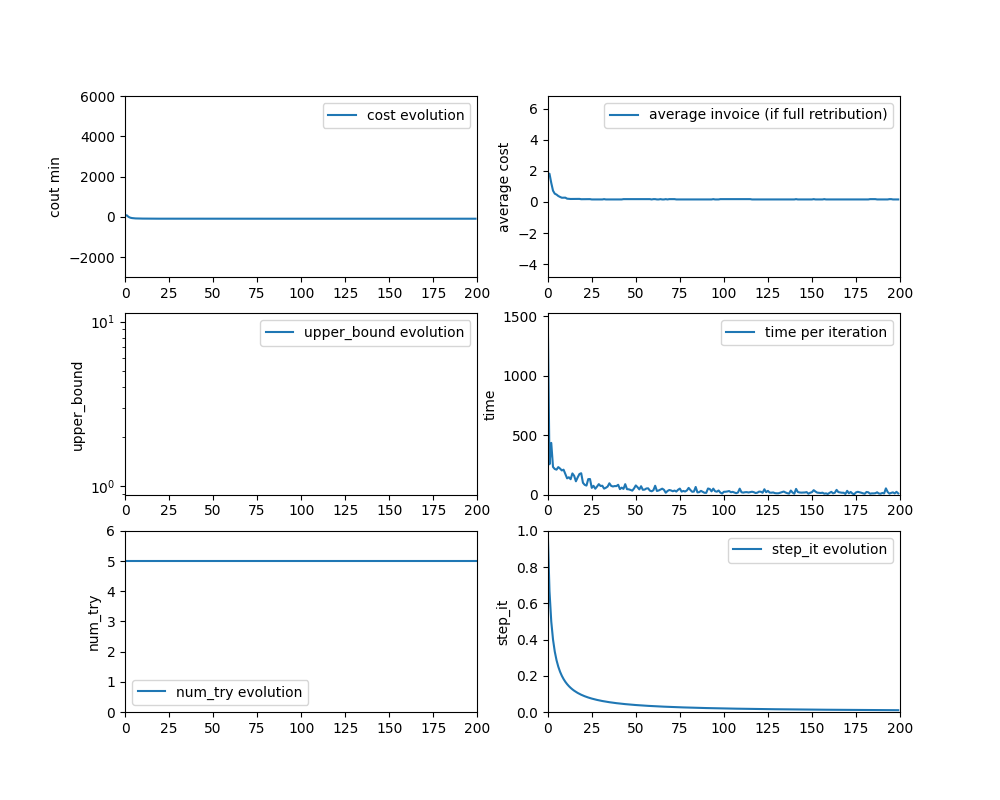 cost evolution
cout min
6000
4000
2000
0
−2000
0 25 50 75 100 125 150 175 200
average invoice (if full retribution)
average cost
6
4
2
0
−2
−4
0 25 50 75 100 125 150 175 200
upper_bound evolution
upper_bound
10¹
10⁰
0 25 50 75 100 125 150 175 200
time per iteration
time
1500
1000
500
0
0 25 50 75 100 125 150 175 200
num_try evolution
num_try
6
5
4
3
2
1
0
0 25 50 75 100 125 150 175 200
step_it evolution
step_it
1.0
0.8
0.6
0.4
0.2
0.0
0 25 50 75 100 125 150 175 200